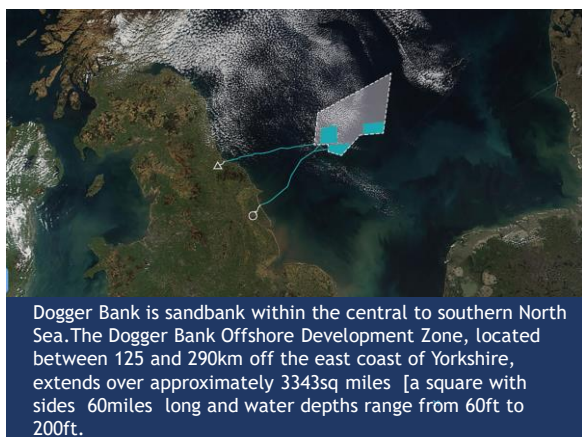 Dogger Bank is sandbank within the central to southern North
Sea.The Dogger Bank Offshore Development Zone, located
between 125 and 290km off the east coast of Yorkshire,
extends over approximately 3343sq miles [a square with
sides 60miles long and water depths range from 60ft to
200ft.